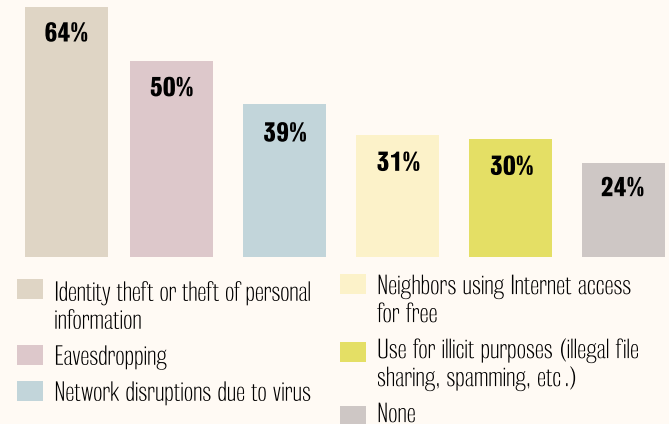 64%
50%
39%
31%
30%
24%
Identity theft or theft of personal
information
Eavesdropping
Network disruptions due to virus
Neighbors using Internet access
for free
Use for illicit purposes (illegal file
sharing, spamming, etc.)
None